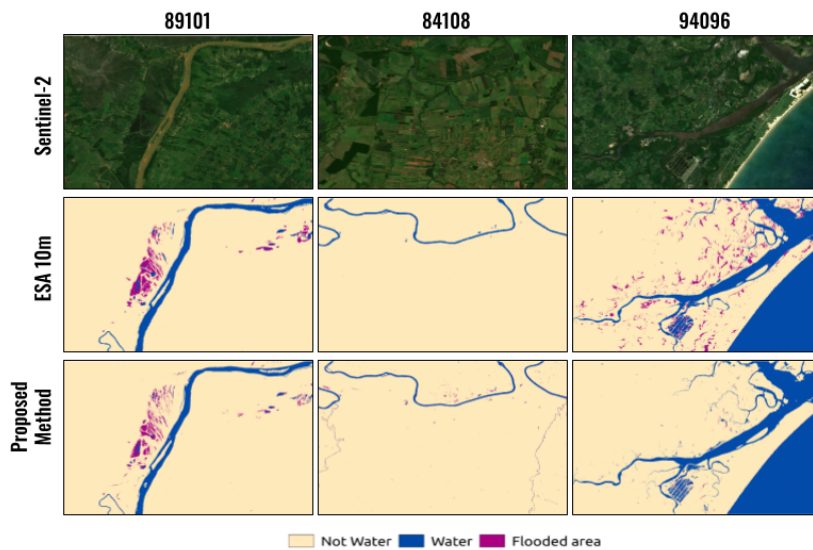 89101 84108 94096
Sentinel-2
ESA 10m
Proposed
Method
Not Water Water Flooded area